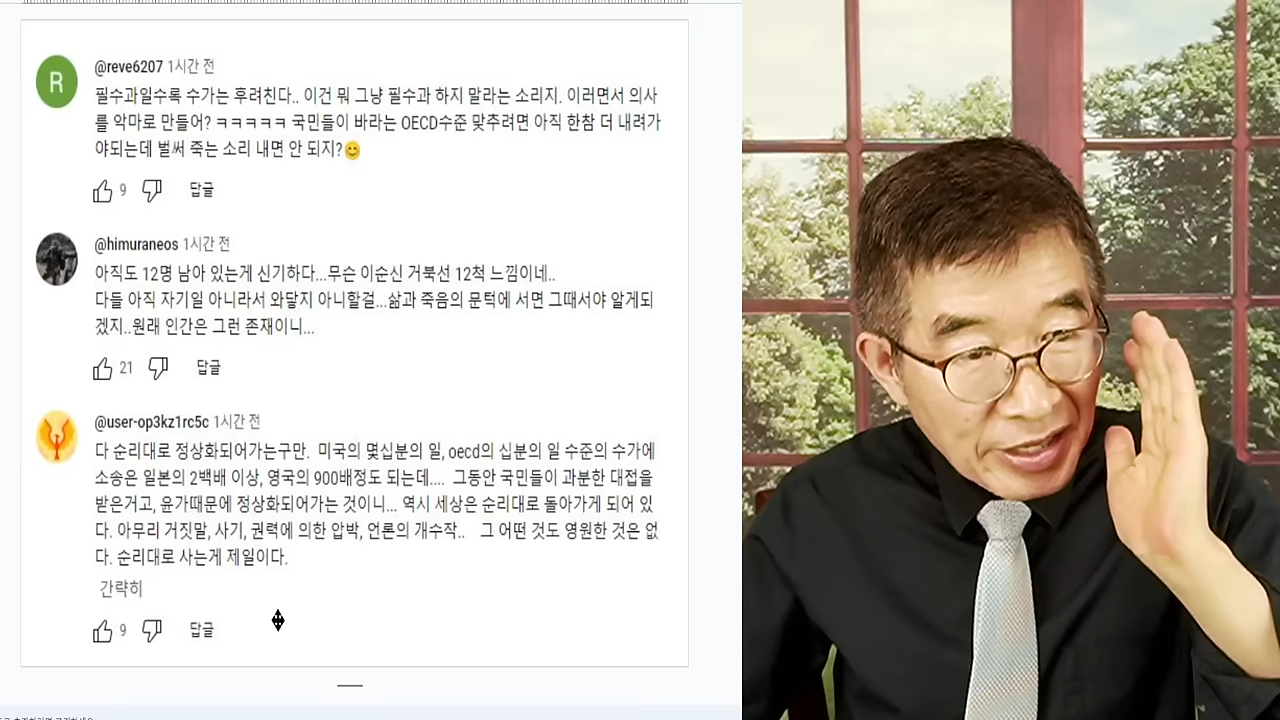 @reve6207 1시간 전
필수과일수록 수가는 후려친다.. 이건 뭐 그냥 필수과 하지 말라는 소리지. 이러면서 의사
를 악마로 만들어? ㅋㅋㅋㅋㅋ 국민들이 바라는 OECD수준 맞추려면 아직 한참 더 내려가
야되는데 벌써 죽는 소리 내면 안 되지?😊
9 답글
@himuraneos 1시간 전
아직도 12명 남아 있는게 신기하다...무슨 이순신 거북선 12척 느낌이네..
다들 아직 자기일 아니라서 와닿지 아니할걸...삶과 죽음의 문턱에 서면 그때서야 알게되
겠지..원래 인간은 그런 존재이니...
21 답글
@user-op3kz1rc5c 1시간 전
다 순리대로 정상화되어가는구만. 미국의 몇십분의 일, oecd의 십분의 일 수준의 수가에
소송은 일본의 2백배 이상, 영국의 900배정도 되는데.... 그동안 국민들이 과분한 대접을
받은거고, 윤가때문에 정상화되어가는 것이니... 역시 세상은 순리대로 돌아가게 되어 있
다. 아무리 거짓말, 사기, 권력에 의한 압박, 언론의 개수작.. 그 어떤 것도 영원한 것은 없
다. 순리대로 사는게 제일이다.
간략히
9 답글